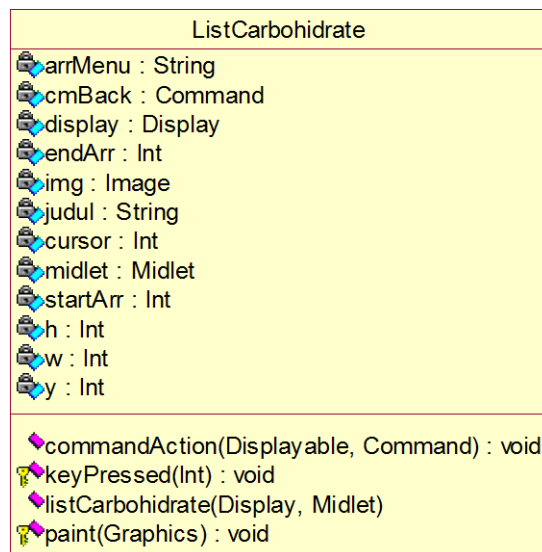 ListCarbohidrate
arrMenu : String
cmBack : Command
display : Display
endArr : Int
img : Image
judul : String
cursor : Int
midlet : Midlet
startArr : Int
h : Int
w : Int
y : Int
commandAction(Displayable, Command) : void
keyPressed(Int) : void
listCarbohidrate(Display, Midlet)
paint(Graphics) : void